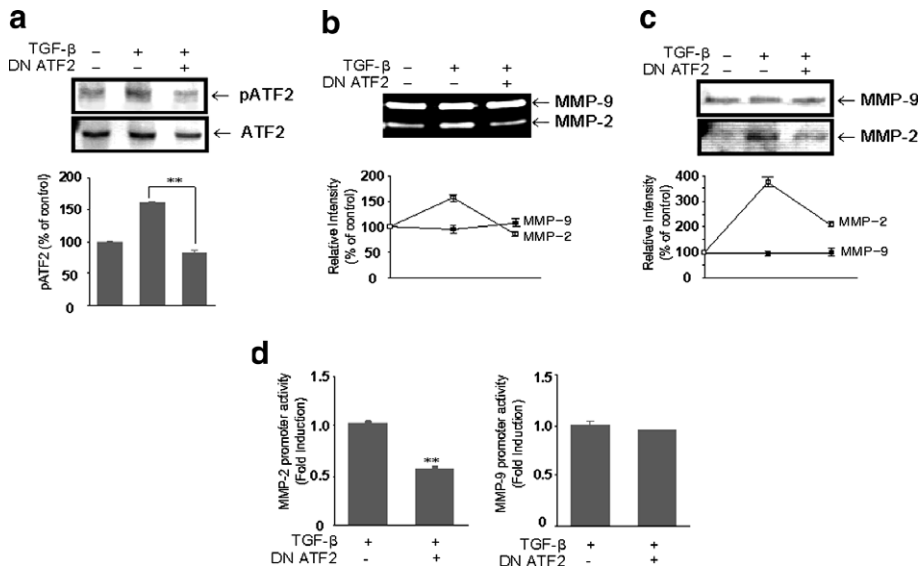 a
TGF-β – + +
DN ATF2 – – +
← pATF2
← ATF2
pATF2 (% of control)
200
150
100
50
0
**
b
TGF-β – + +
DN ATF2 – – +
← MMP-9
← MMP-2
Relative Intensity
(% of control)
200
150
100
50
0
MMP-9
MMP-2
c
TGF-β – + +
DN ATF2 – – +
← MMP-9
← MMP-2
Relative Intensity
(% of control)
400
300
200
100
0
MMP-2
MMP-9
d
MMP-2 promoter activity
(Fold Induction)
1.5
1.0
0.5
0
**
TGF-β + +
DN ATF2 - +
MMP-9 promoter activity
(Fold Induction)
1.5
1.0
0.5
0
TGF-β + +
DN ATF2 - +